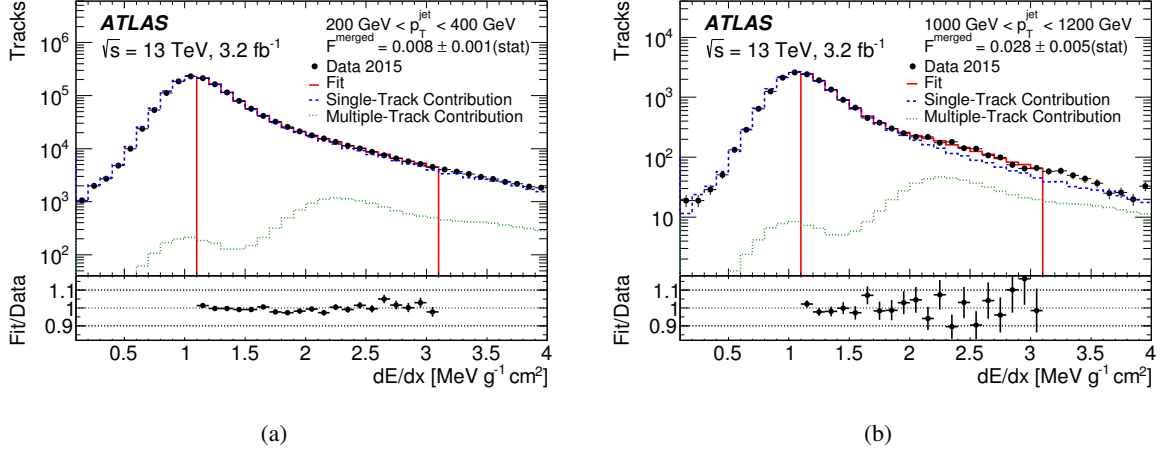 ATLAS
√s = 13 TeV, 3.2 fb⁻¹
200 GeV < p_T^jet < 400 GeV
F^merged = 0.008 ± 0.001(stat)
Data 2015
Fit
Single-Track Contribution
Multiple-Track Contribution
Tracks
10⁶
10⁵
10⁴
10³
10²
Fit/Data
1.1
1
0.9
0.5 1 1.5 2 2.5 3 3.5 4
dE/dx [MeV g⁻¹ cm²]
(a)
ATLAS
√s = 13 TeV, 3.2 fb⁻¹
1000 GeV < p_T^jet < 1200 GeV
F^merged = 0.028 ± 0.005(stat)
Data 2015
Fit
Single-Track Contribution
Multiple-Track Contribution
Tracks
10⁴
10³
10²
10
Fit/Data
1.1
1
0.9
0.5 1 1.5 2 2.5 3 3.5 4
dE/dx [MeV g⁻¹ cm²]
(b)